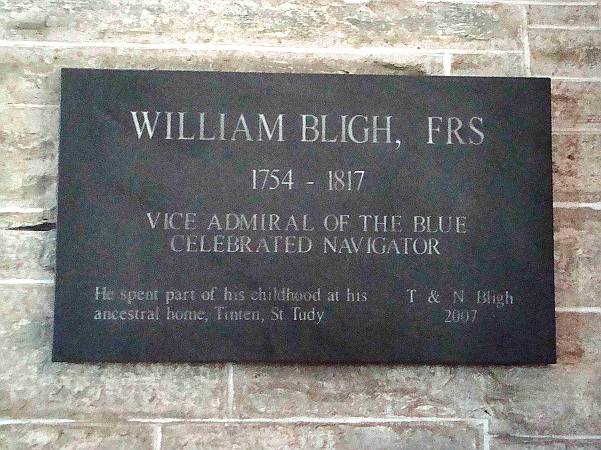 WILLIAM BLIGH, FRS
1754 - 1817
VICE ADMIRAL OF THE BLUE
CELEBRATED NAVIGATOR
He spent part of his childhood at his
ancestral home, Tinten, St Tudy
T & N Bligh
2007